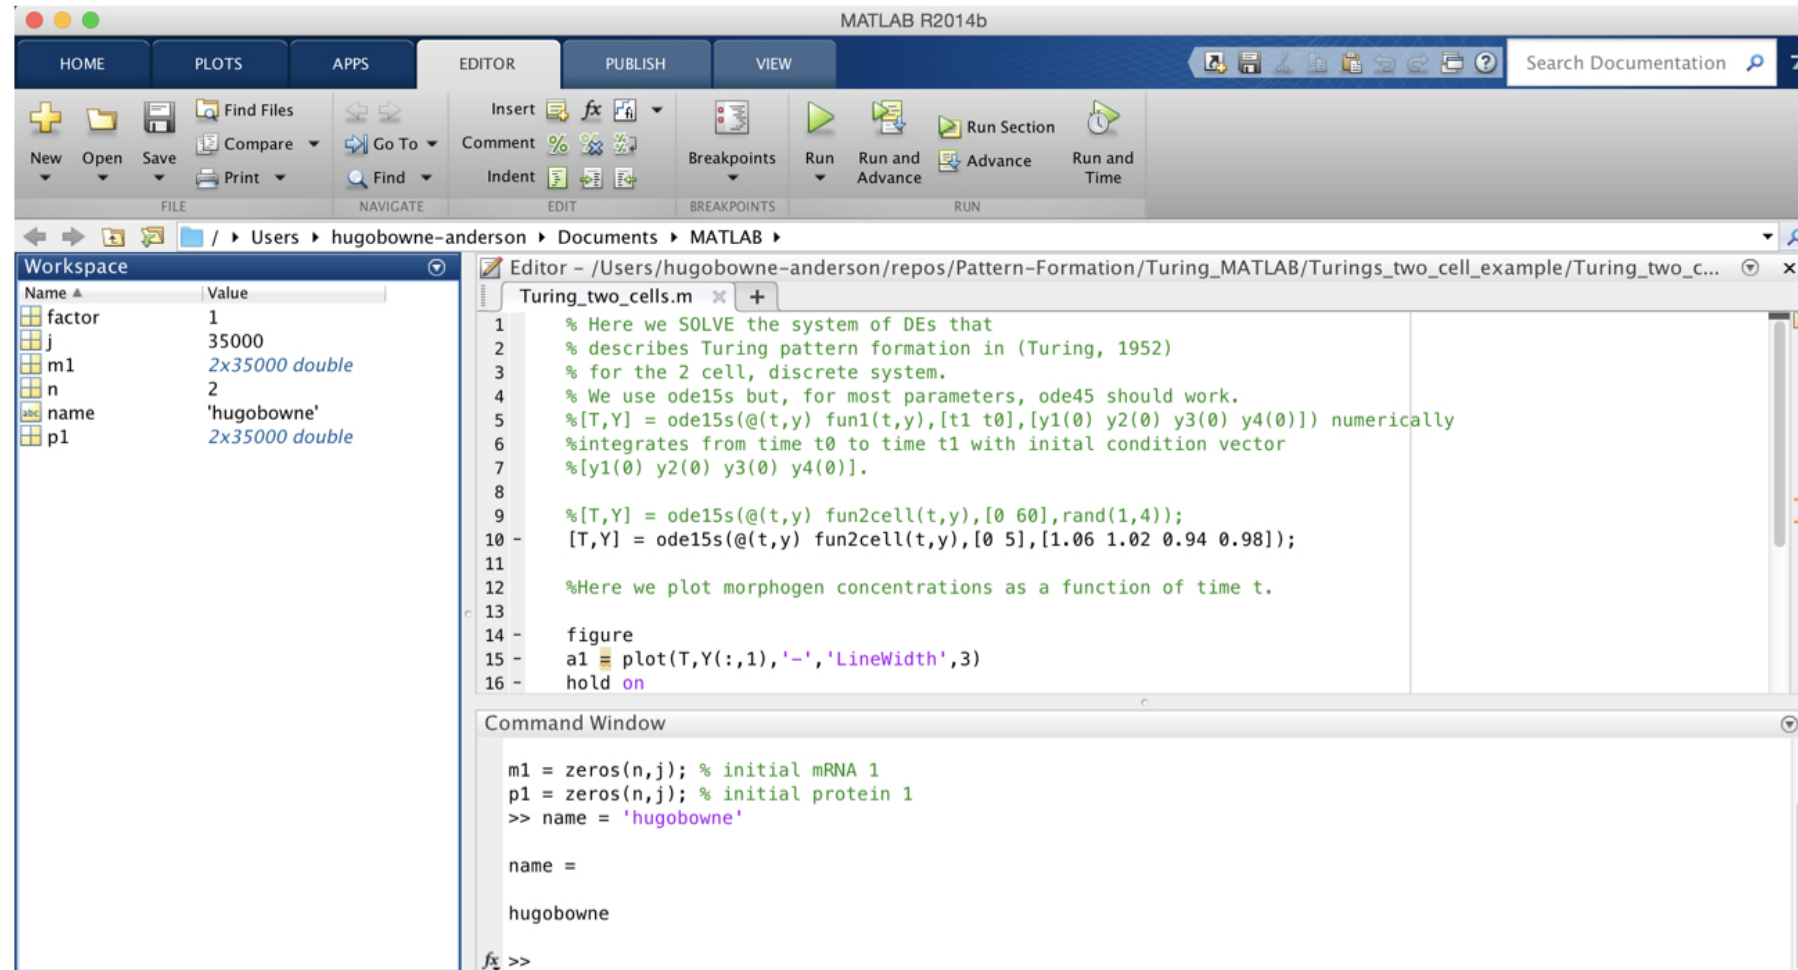 MATLAB R2014b
HOME PLOTS APPS EDITOR PUBLISH VIEW Search Documentation
New Open Save Find Files Compare Print
FILE
Go To Find
NAVIGATE
Insert fx fi
Comment
Indent
EDIT
Breakpoints
BREAKPOINTS
Run Run and Advance Run Section Advance Run and Time
RUN
/ Users hugobowne-anderson Documents MATLAB
Workspace
Name Value
factor 1
j 35000
m1 2x35000 double
n 2
abc name 'hugobowne'
p1 2x35000 double
Editor - /Users/hugobowne-anderson/repos/Pattern-Formation/Turing_MATLAB/Turings_two_cell_example/Turing_two_c...
Turing_two_cells.m
1 % Here we SOLVE the system of DEs that
2 % describes Turing pattern formation in (Turing, 1952)
3 % for the 2 cell, discrete system.
4 % We use ode15s but, for most parameters, ode45 should work.
5 %[T,Y] = ode15s(@(t,y) fun1(t,y),[t1 t0],[y1(0) y2(0) y3(0) y4(0)]) numerically
6 %integrates from time t0 to time t1 with inital condition vector
7 %[y1(0) y2(0) y3(0) y4(0)].
8
9 %[T,Y] = ode15s(@(t,y) fun2cell(t,y),[0 60],rand(1,4));
10 - [T,Y] = ode15s(@(t,y) fun2cell(t,y),[0 5],[1.06 1.02 0.94 0.98]);
11
12 %Here we plot morphogen concentrations as a function of time t.
13
14 - figure
15 - a1 = plot(T,Y(:,1),'-','LineWidth',3)
16 - hold on
Command Window
m1 = zeros(n,j); % initial mRNA 1
p1 = zeros(n,j); % initial protein 1
>> name = 'hugobowne'
name =
hugobowne
fx >>